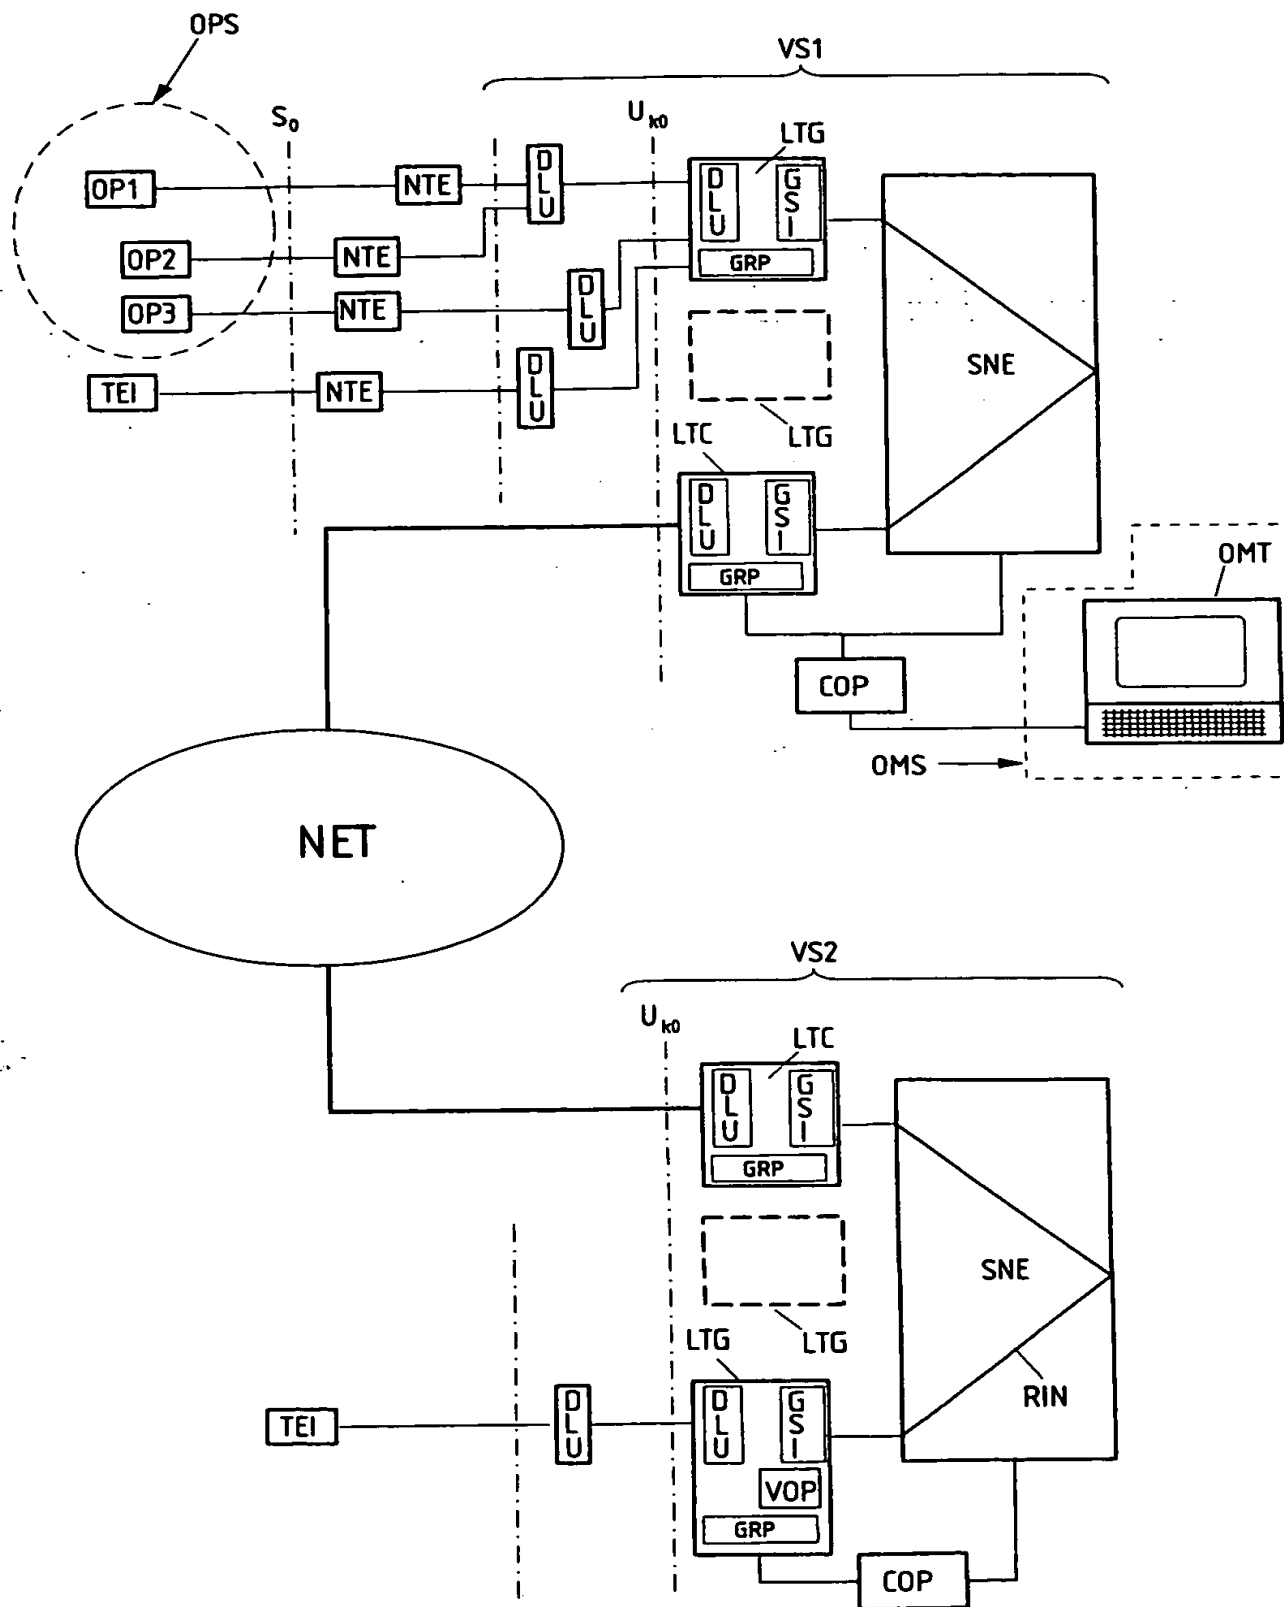 OPS
VS1
S₀
Uₖ₀
LTG
OP1
NTE
DLU
DLU
GSI
GRP
OP2
NTE
OP3
NTE
DLU
SNE
TEI
NTE
DLU
LTG
LTC
DLU
GSI
GRP
OMT
COP
OMS
NET
VS2
Uₖ₀
LTC
DLU
GSI
GRP
SNE
LTG
LTG
RIN
TEI
DLU
DLU
GSI
VOP
GRP
COP